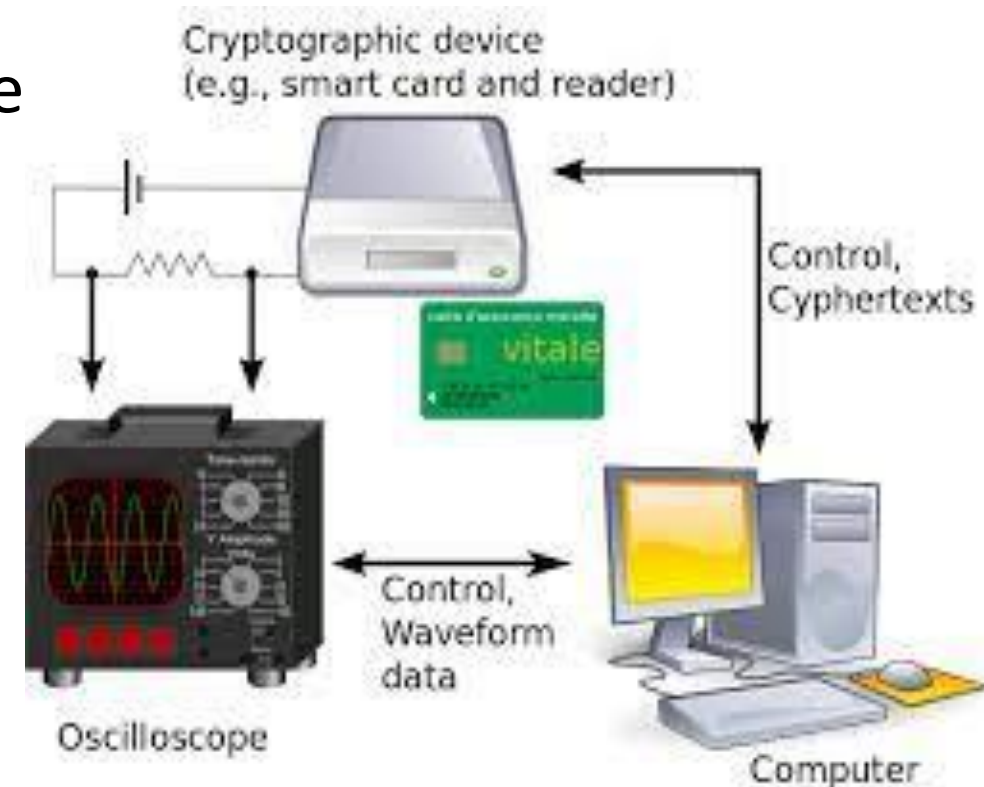 e
Cryptographic device
(e.g., smart card and reader)
Control,
Cyphertexts
vitale
Control,
Waveform
data
Oscilloscope
Computer